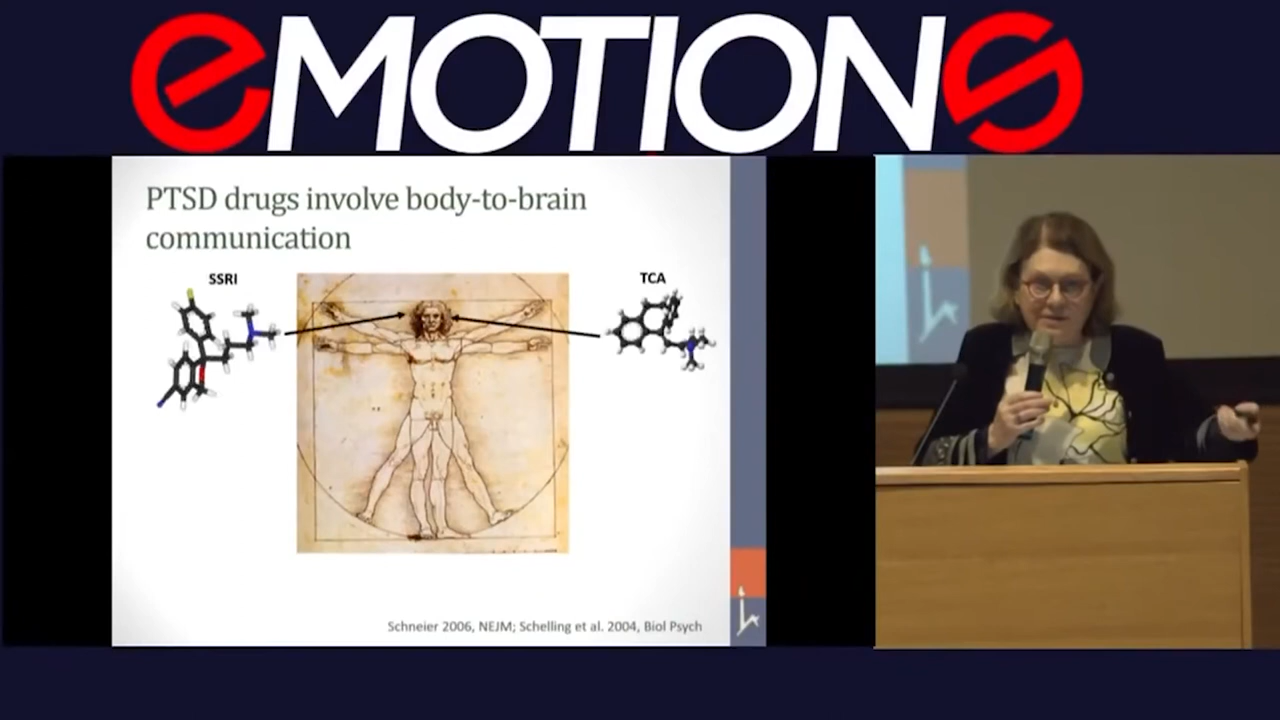 eMOTIONS
PTSD drugs involve body-to-brain
communication
SSRI
TCA
Schneier 2006, NEJM; Schelling et al. 2004, Biol Psych